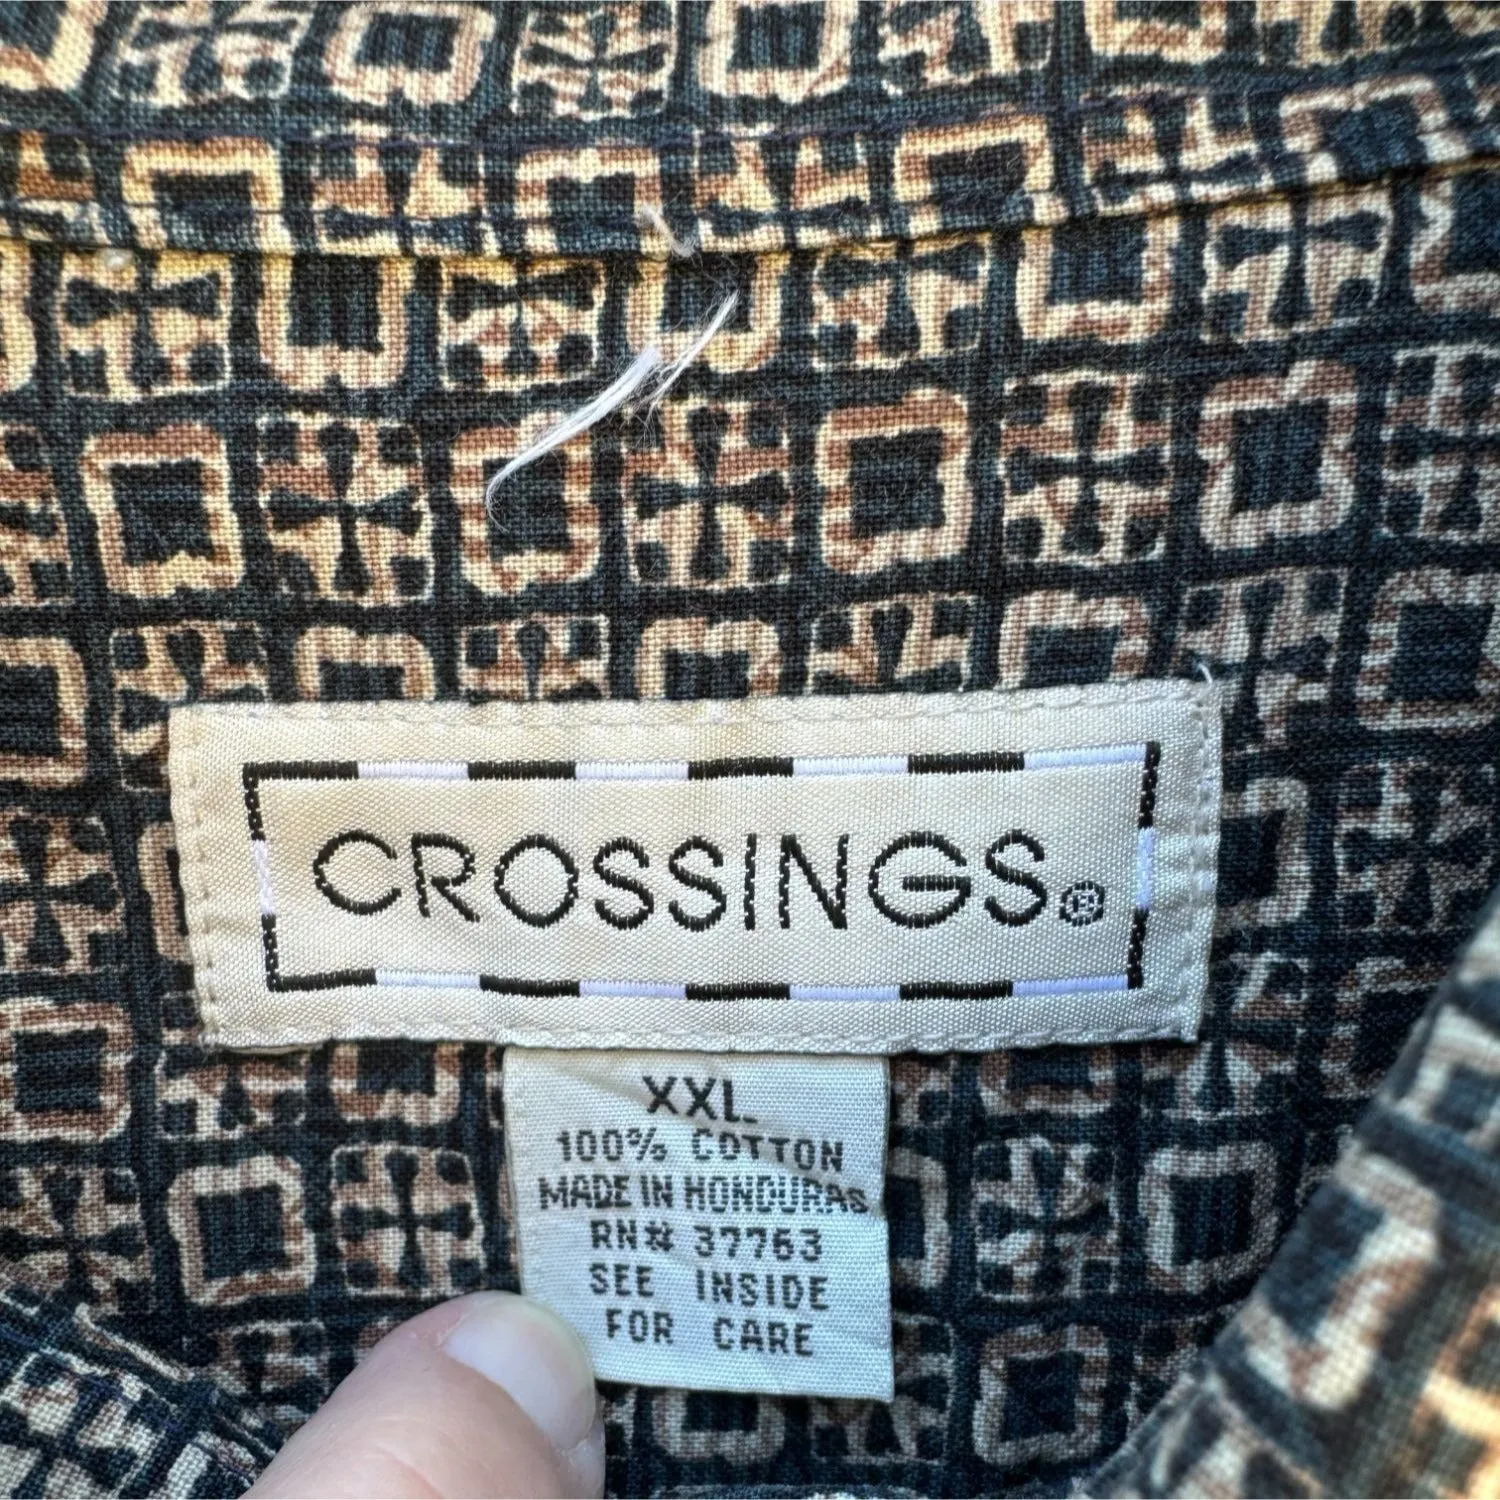 CROSSINGS®
XXL
100% COTTON
MADE IN HONDURAS
RN# 37763
SEE INSIDE
FOR CARE